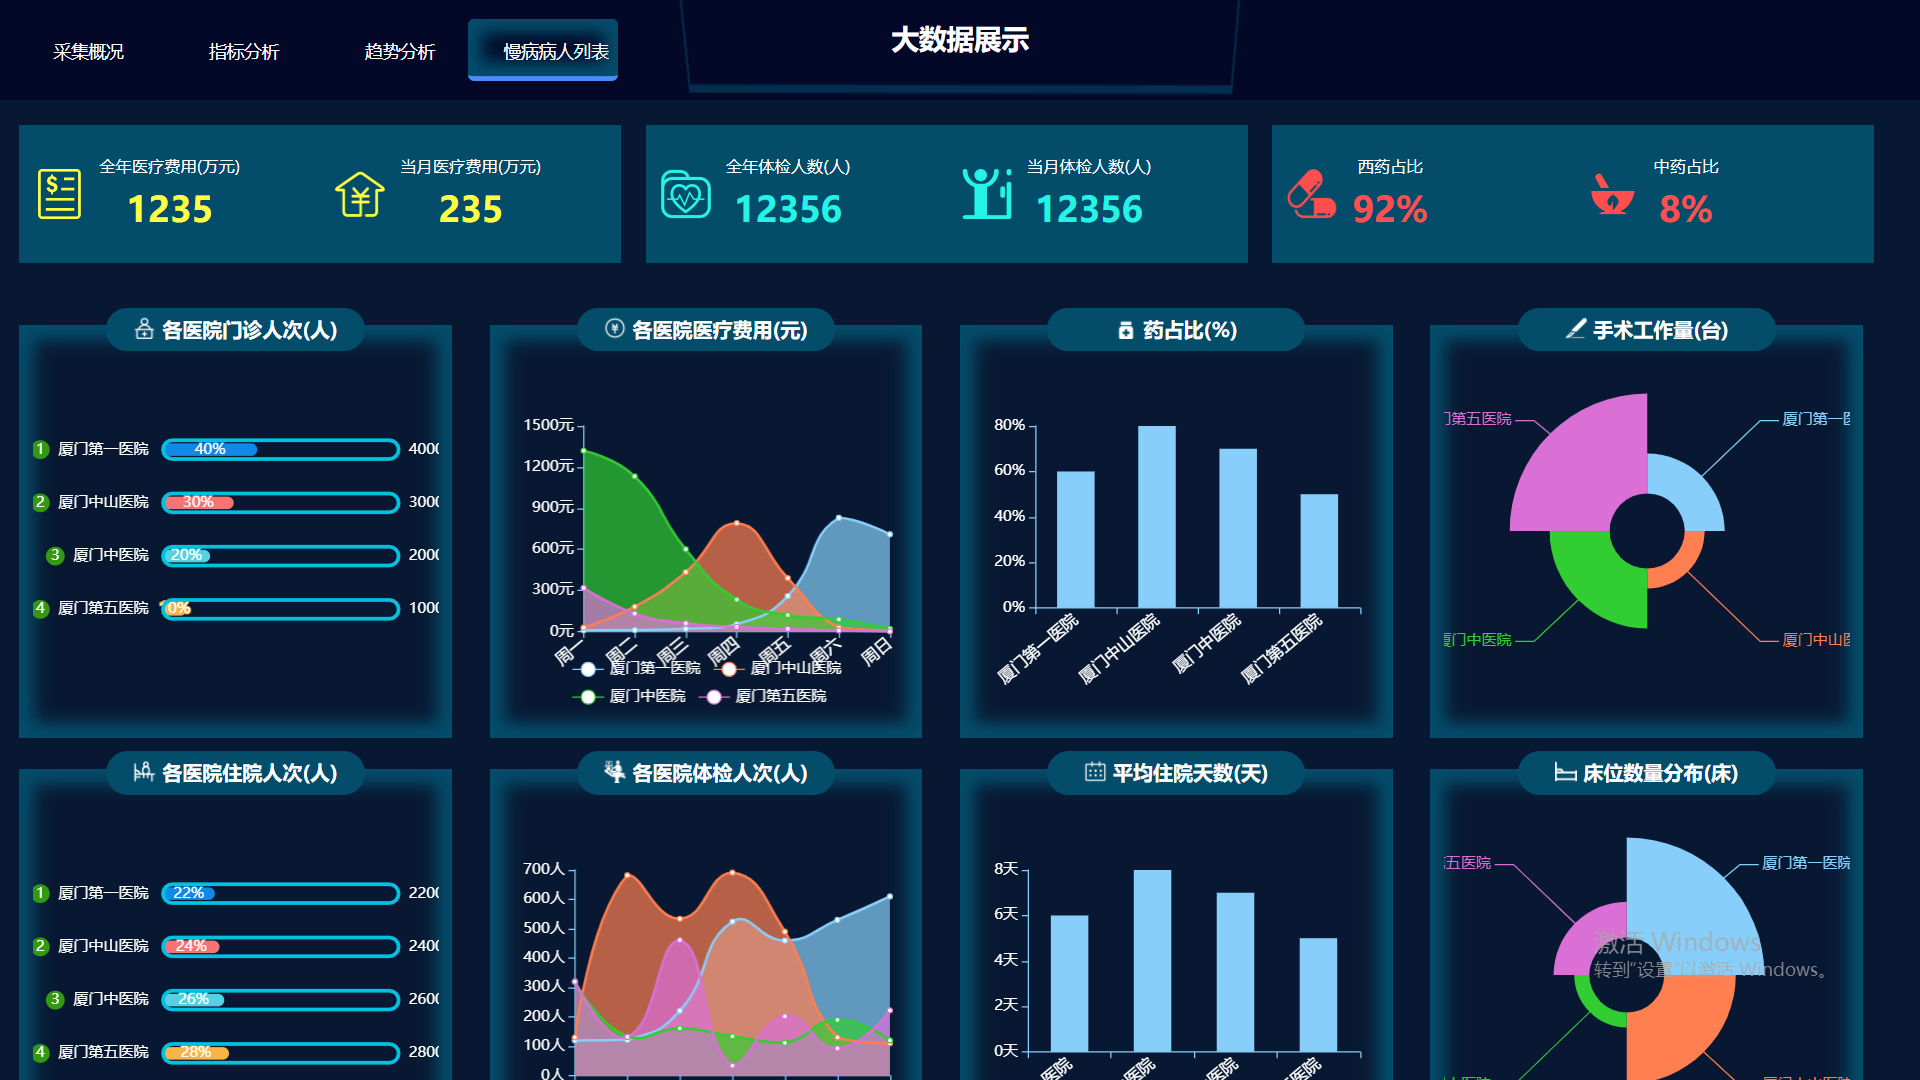 采集概况
指标分析
趋势分析
慢病病人列表
大数据展示
全年医疗费用(万元)
1235
当月医疗费用(万元)
235
全年体检人数(人)
12356
当月体检人数(人)
12356
西药占比
92%
中药占比
8%
各医院门诊人次(人)
1 厦门第一医院 40% 4000
2 厦门中山医院 30% 3000
3 厦门中医院 20% 2000
4 厦门第五医院 10% 1000
各医院医疗费用(元)
1500元
1200元
900元
600元
300元
0元
周一 周二 周三 周四 周五 周六 周日
厦门第一医院 厦门中山医院
厦门中医院 厦门第五医院
药占比(%)
80%
60%
40%
20%
0%
厦门第一医院 厦门中山医院 厦门中医院 厦门第五医院
手术工作量(台)
门第五医院 厦门第一医
厦门中医院 厦门中山医
各医院住院人次(人)
1 厦门第一医院 22% 2200
2 厦门中山医院 24% 2400
3 厦门中医院 26% 2600
4 厦门第五医院 28% 2800
各医院体检人次(人)
700人
600人
500人
400人
300人
200人
100人
0人
平均住院天数(天)
8天
6天
4天
2天
0天
医院 医院 医院 医院
床位数量分布(床)
五医院 厦门第一医院
激活 Windows
转到"设置"以激活 Windows。